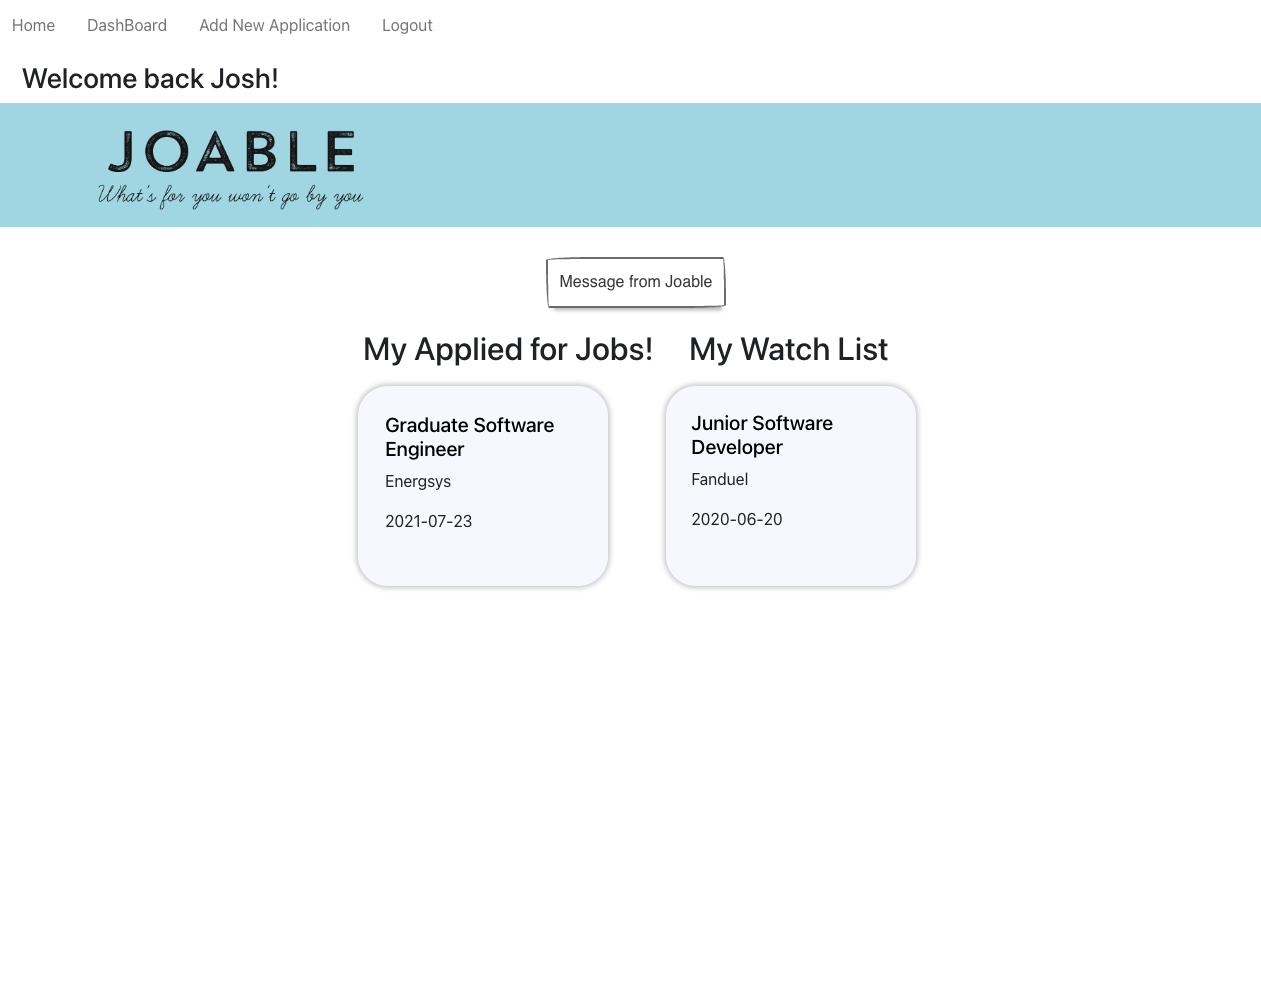 Home DashBoard Add New Application Logout
Welcome back Josh!
JOABLE
What's for you won't go by you
Message from Joable
My Applied for Jobs!
Graduate Software
Engineer
Energsys
2021-07-23
My Watch List
Junior Software
Developer
Fanduel
2020-06-20